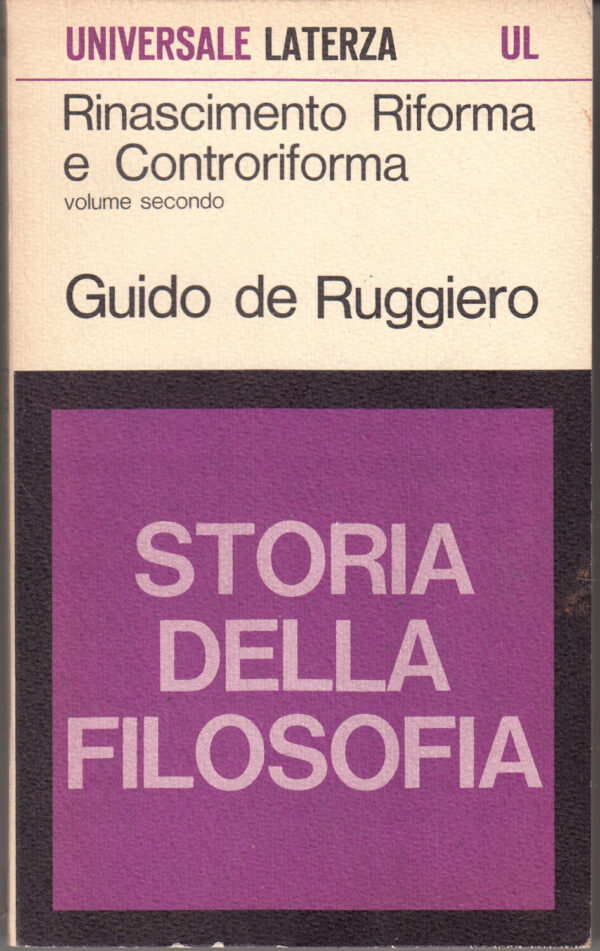 UNIVERSALE LATERZA UL
Rinascimento Riforma
e Controriforma
volume secondo
Guido de Ruggiero
STORIA
DELLA
FILOSOFIA